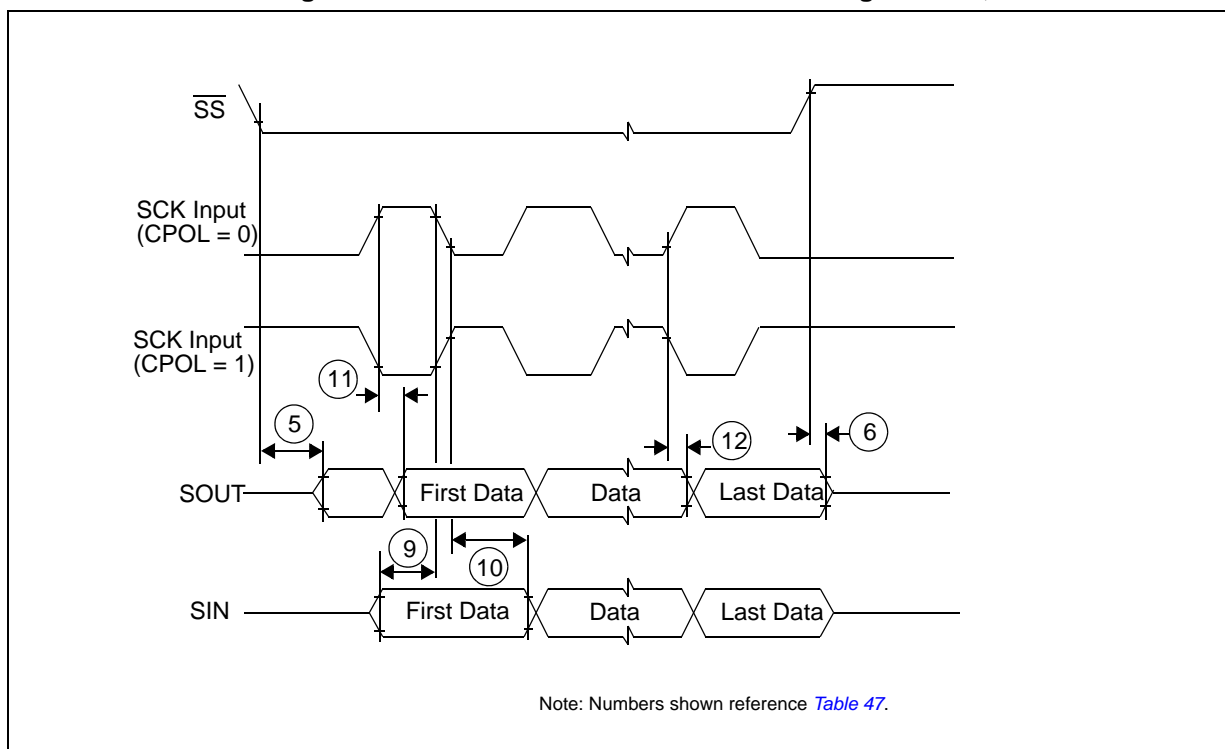 SS
SCK Input
(CPOL = 0)
SCK Input
(CPOL = 1)
11
5
12
6
SOUT
First Data
Data
Last Data
9
10
SIN
First Data
Data
Last Data
Note: Numbers shown reference Table 47.